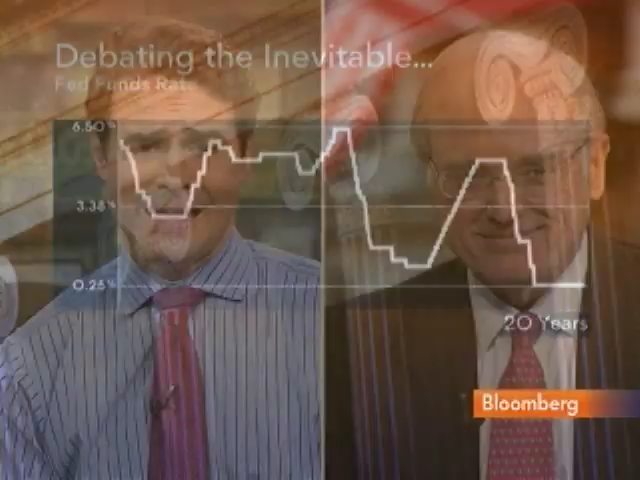 Debating the Inevitable...
Fed Funds Rate
6.50%
3.38%
0.25%
20 Years
Bloomberg